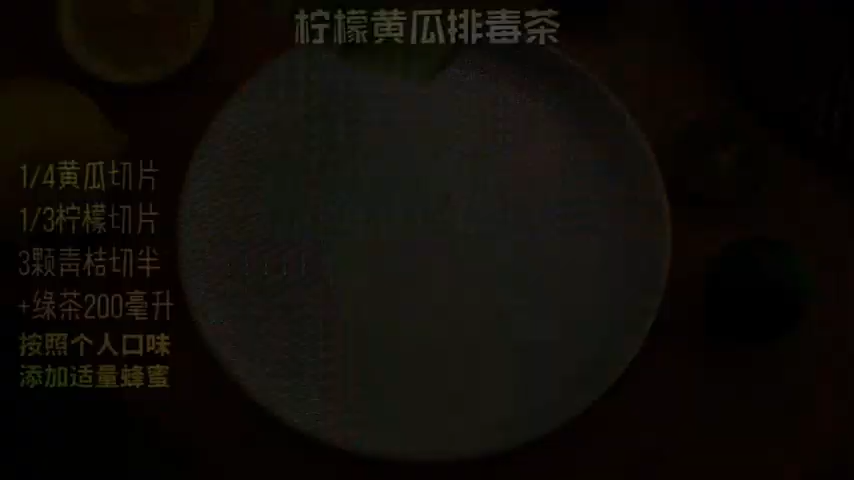 柠檬黄瓜排毒茶
1/4黄瓜切片
1/3柠檬切片
3颗青桔切半
+绿茶200毫升
按照个人口味
添加适量蜂蜜